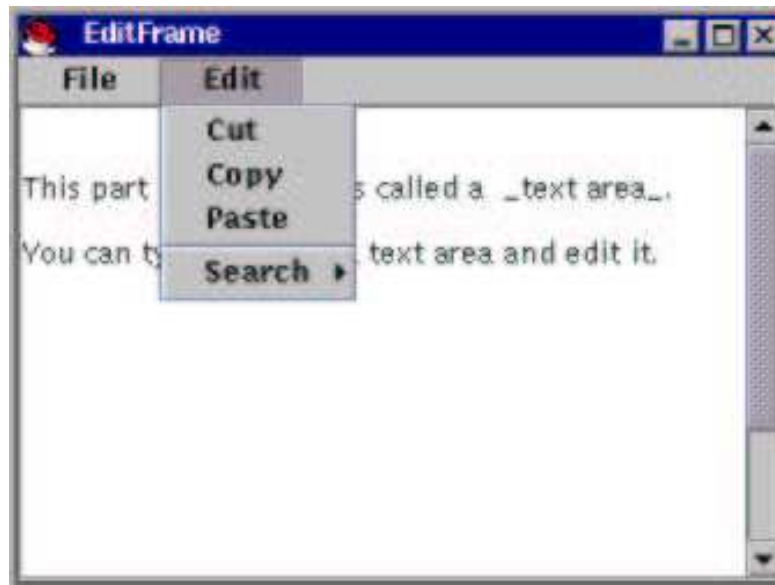 EditFrame
File Edit
Cut
Copy
Paste
Search
This part s called a _text area_.
You can ty text area and edit it.